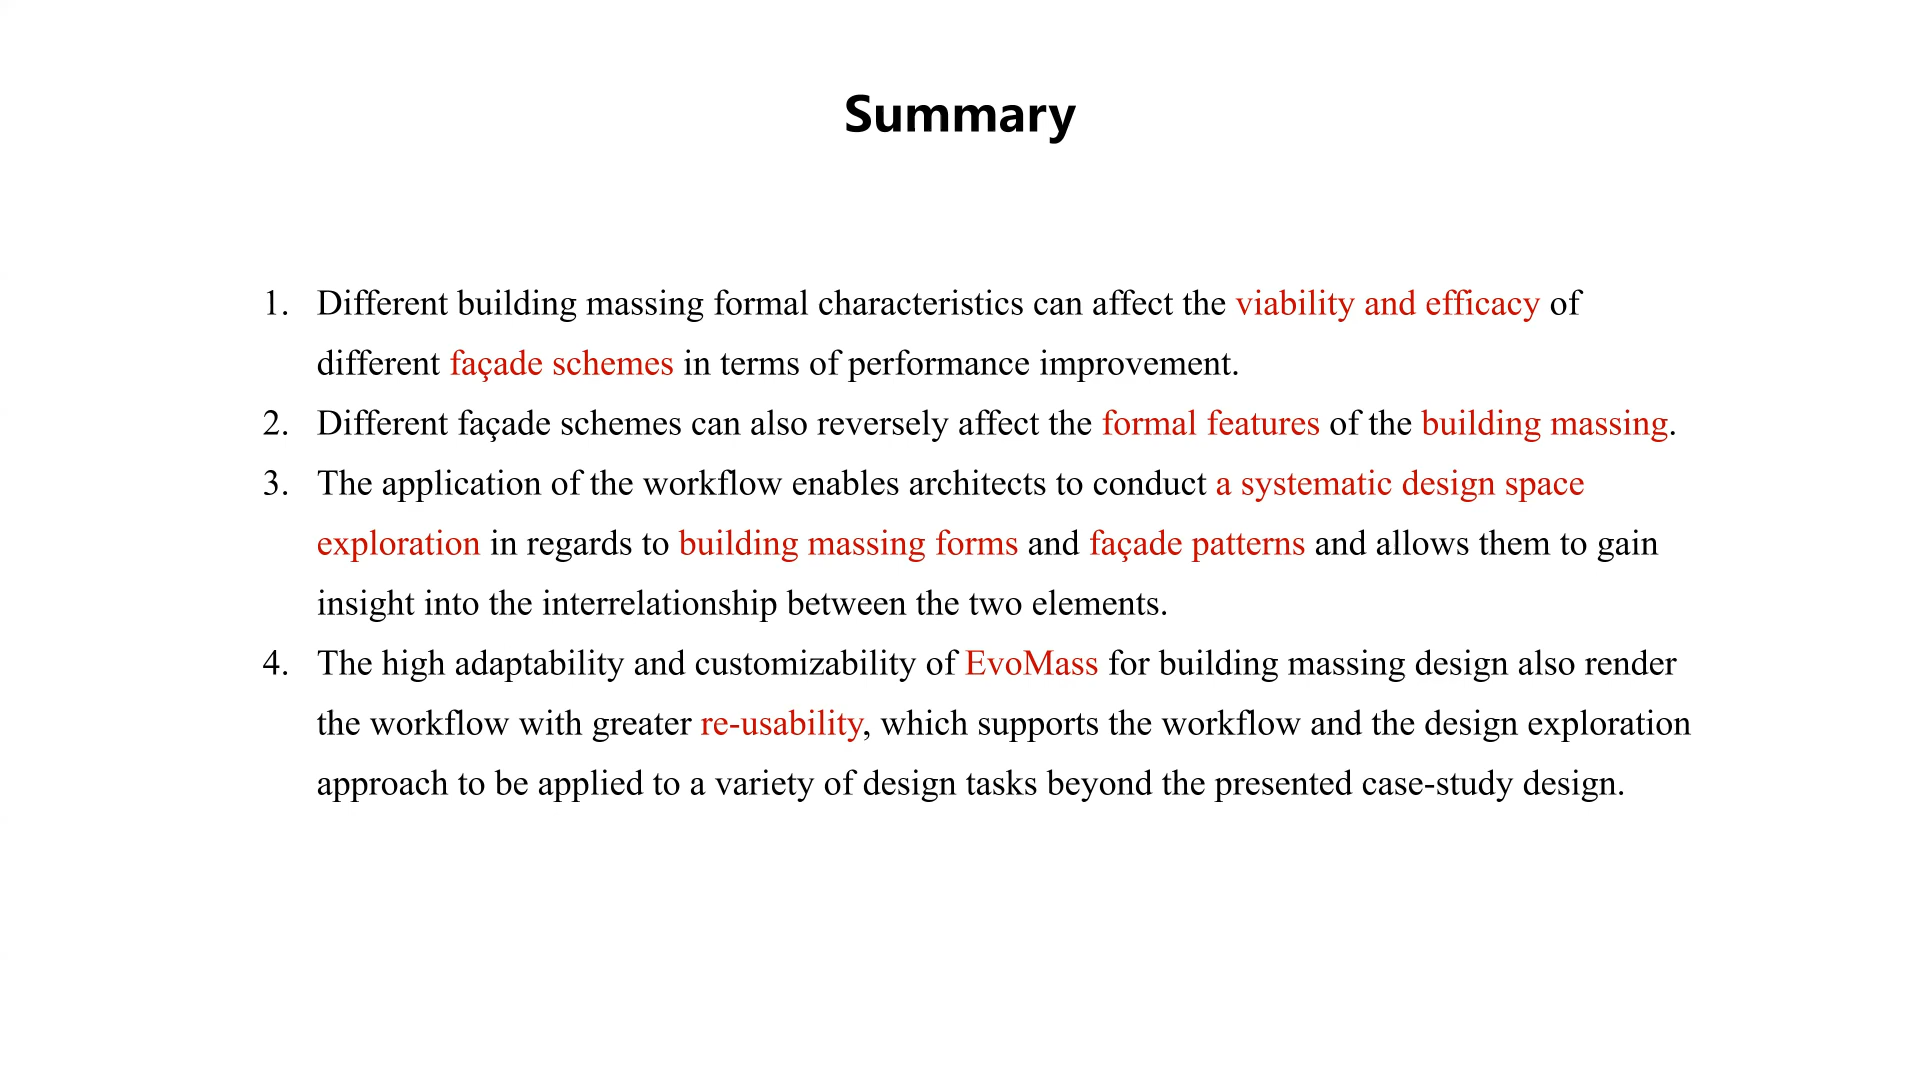 Summary
1. Different building massing formal characteristics can affect the viability and efficacy of
different façade schemes in terms of performance improvement.
2. Different façade schemes can also reversely affect the formal features of the building massing.
3. The application of the workflow enables architects to conduct a systematic design space
exploration in regards to building massing forms and façade patterns and allows them to gain
insight into the interrelationship between the two elements.
4. The high adaptability and customizability of EvoMass for building massing design also render
the workflow with greater re-usability, which supports the workflow and the design exploration
approach to be applied to a variety of design tasks beyond the presented case-study design.